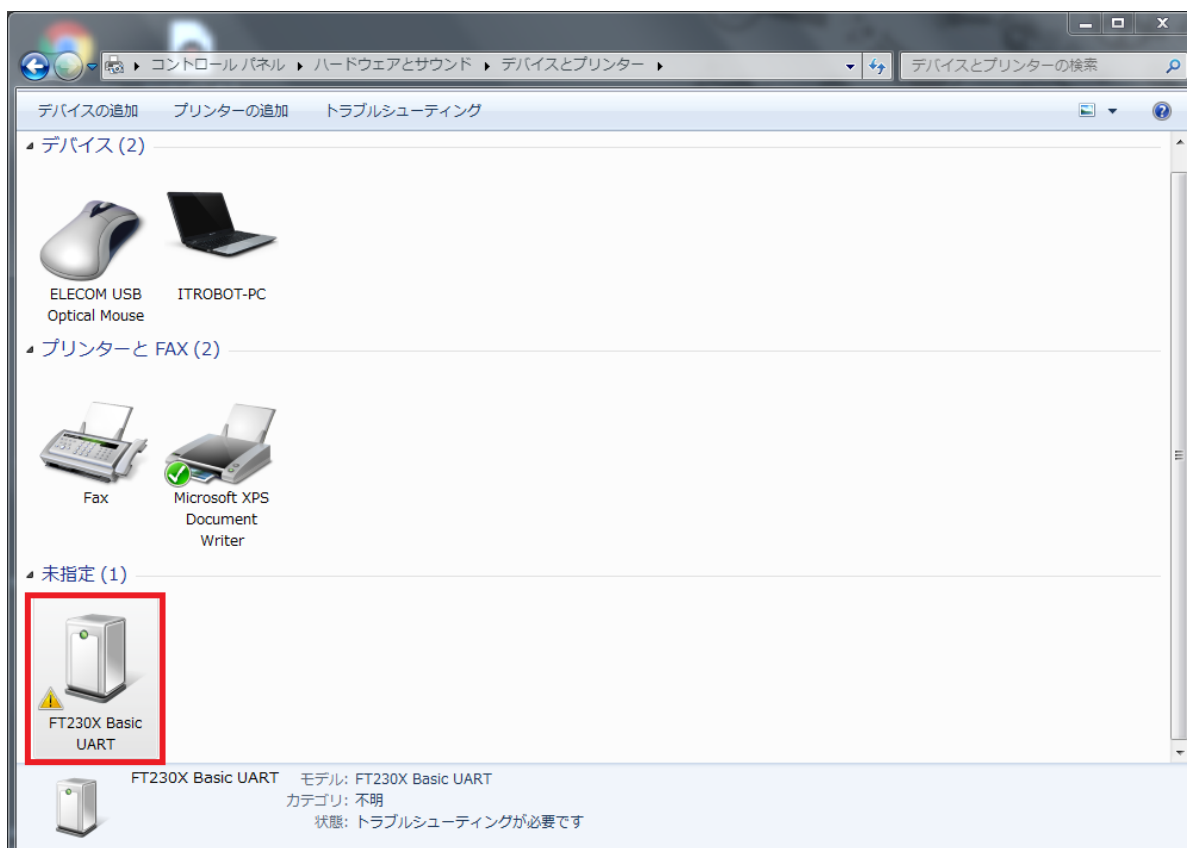 コントロール パネル ▸ ハードウェアとサウンド ▸ デバイスとプリンター ▸
デバイスとプリンターの検索
デバイスの追加 プリンターの追加 トラブルシューティング
デバイス (2)
ELECOM USB
Optical Mouse
ITROBOT-PC
プリンターと FAX (2)
Fax
Microsoft XPS
Document
Writer
未指定 (1)
FT230X Basic
UART
FT230X Basic UART モデル: FT230X Basic UART
カテゴリ: 不明
状態: トラブルシューティングが必要です